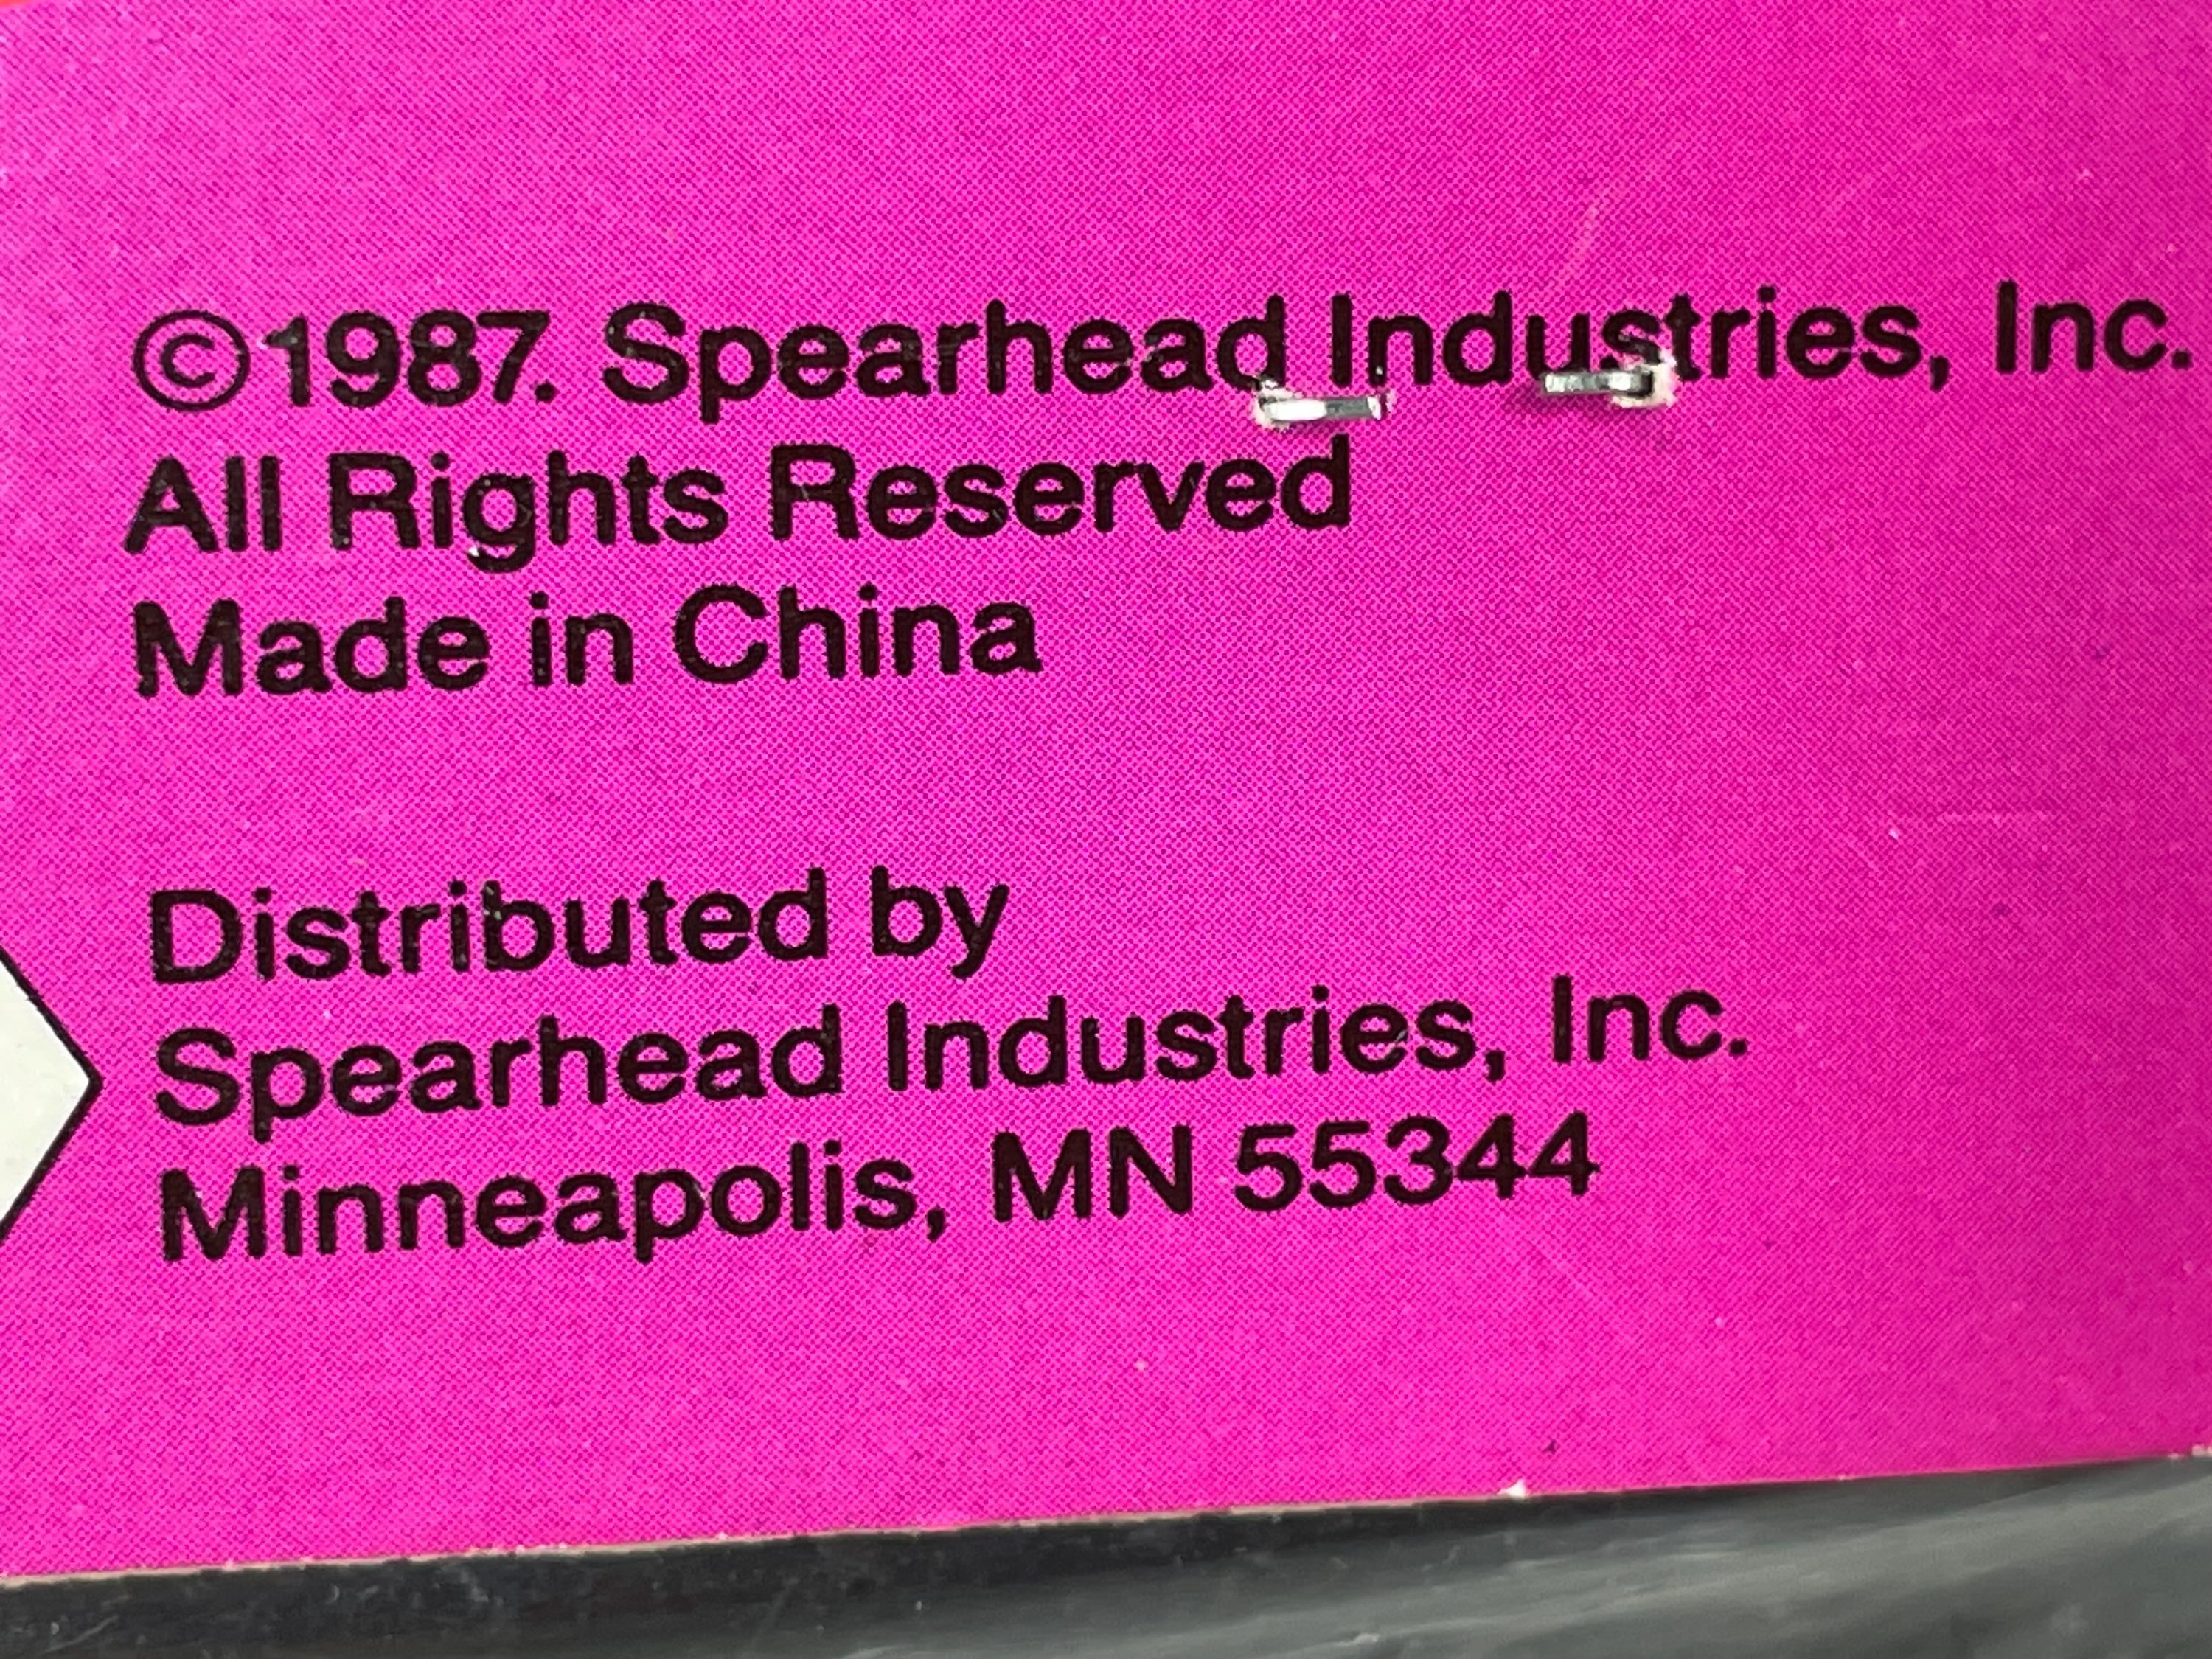 ©1987. Spearhead Industries, Inc.
All Rights Reserved
Made in China
Distributed by
Spearhead Industries, Inc.
Minneapolis, MN 55344